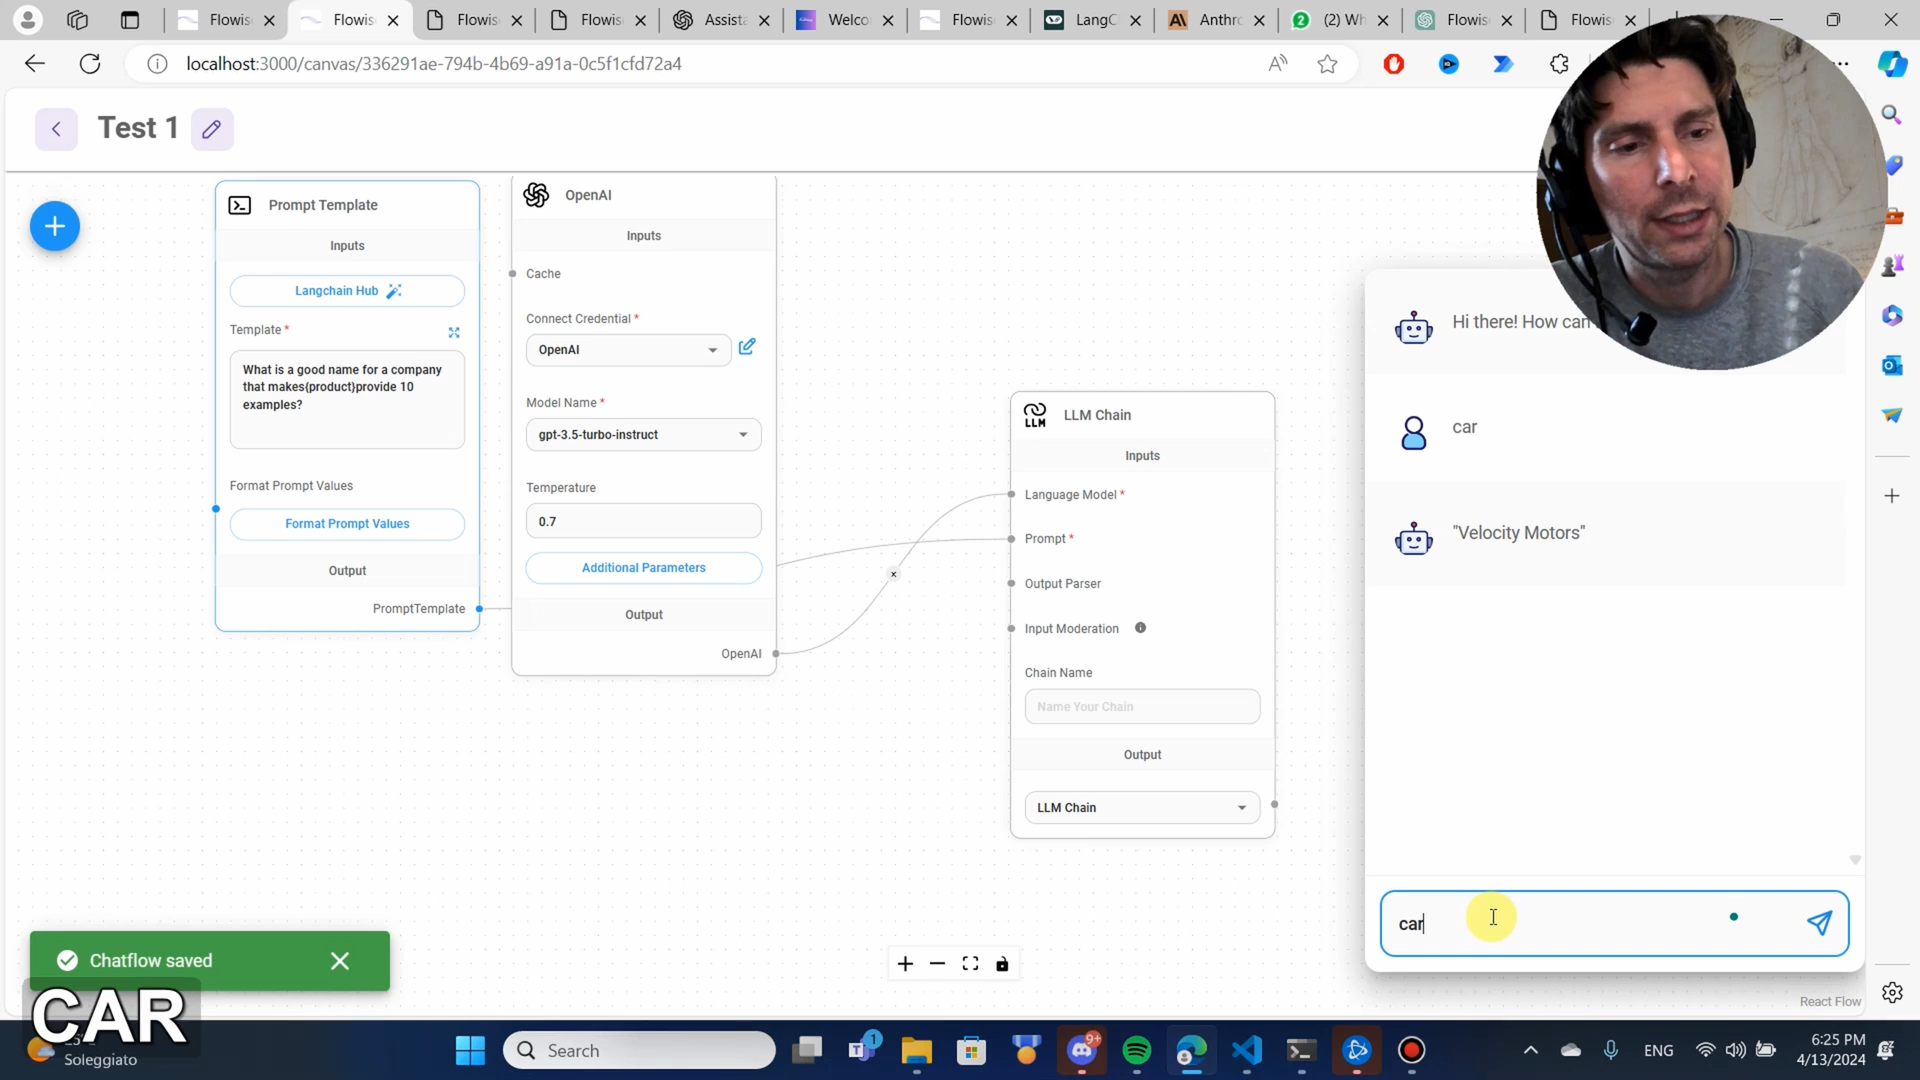 Flowis
Flowis
Flowis
Flowis
Assista
Welco
Flowis
LangC
Anthr
(2) Wh
Flowis
Flowis
localhost:3000/canvas/336291ae-794b-4b69-a91a-0c5f1cfd72a4
Test 1
Prompt Template
Inputs
Langchain Hub
Template *
What is a good name for a company
that makes{product}provide 10
examples?
Format Prompt Values
Format Prompt Values
Output
PromptTemplate
OpenAI
Inputs
Cache
Connect Credential *
OpenAI
Model Name *
gpt-3.5-turbo-instruct
Temperature
0.7
Additional Parameters
Output
OpenAI
LLM
LLM Chain
Inputs
Language Model *
Prompt *
Output Parser
Input Moderation
Chain Name
Name Your Chain
Output
LLM Chain
Hi there! How can
car
"Velocity Motors"
car
Chatflow saved
CAR
React Flow
Soleggiato
Search
1
9+
ENG
6:25 PM
4/13/2024